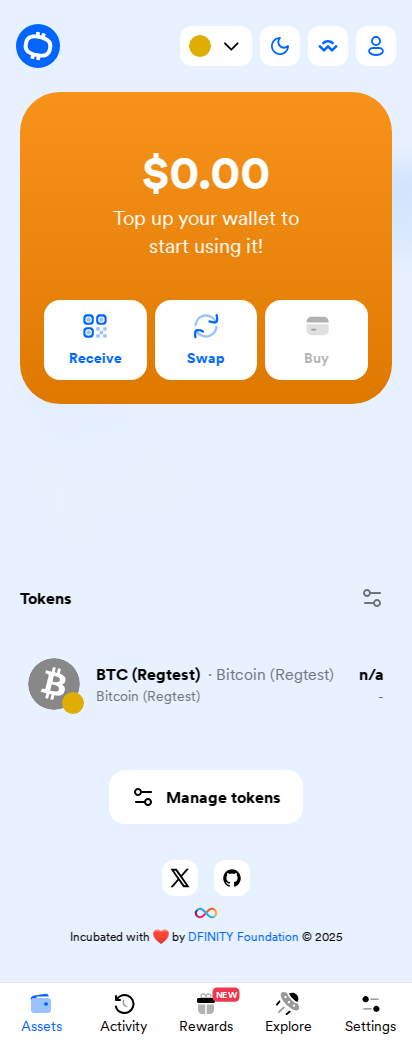 $0.00
Top up your wallet to
start using it!
Receive
Swap
Buy
Tokens
BTC (Regtest) · Bitcoin (Regtest) n/a
Bitcoin (Regtest) -
Manage tokens
Incubated with ❤️ by DFINITY Foundation © 2025
NEW
Assets
Activity
Rewards
Explore
Settings